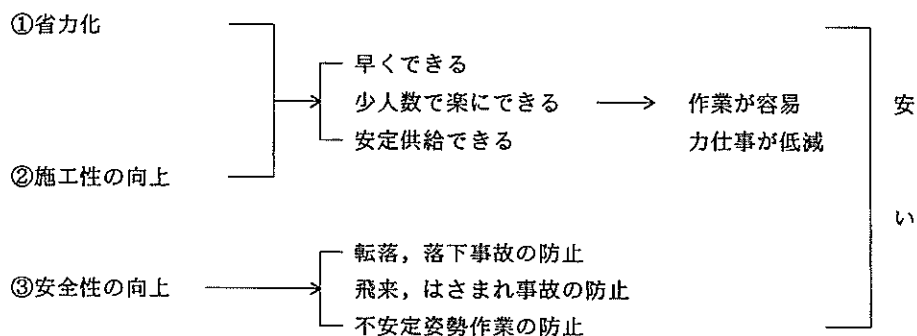 ①省力化
早くできる
少人数で楽にできる
安定供給できる
作業が容易
力仕事が低減
②施工性の向上
③安全性の向上
転落，落下事故の防止
飛来，はさまれ事故の防止
不安定姿勢作業の防止
安い